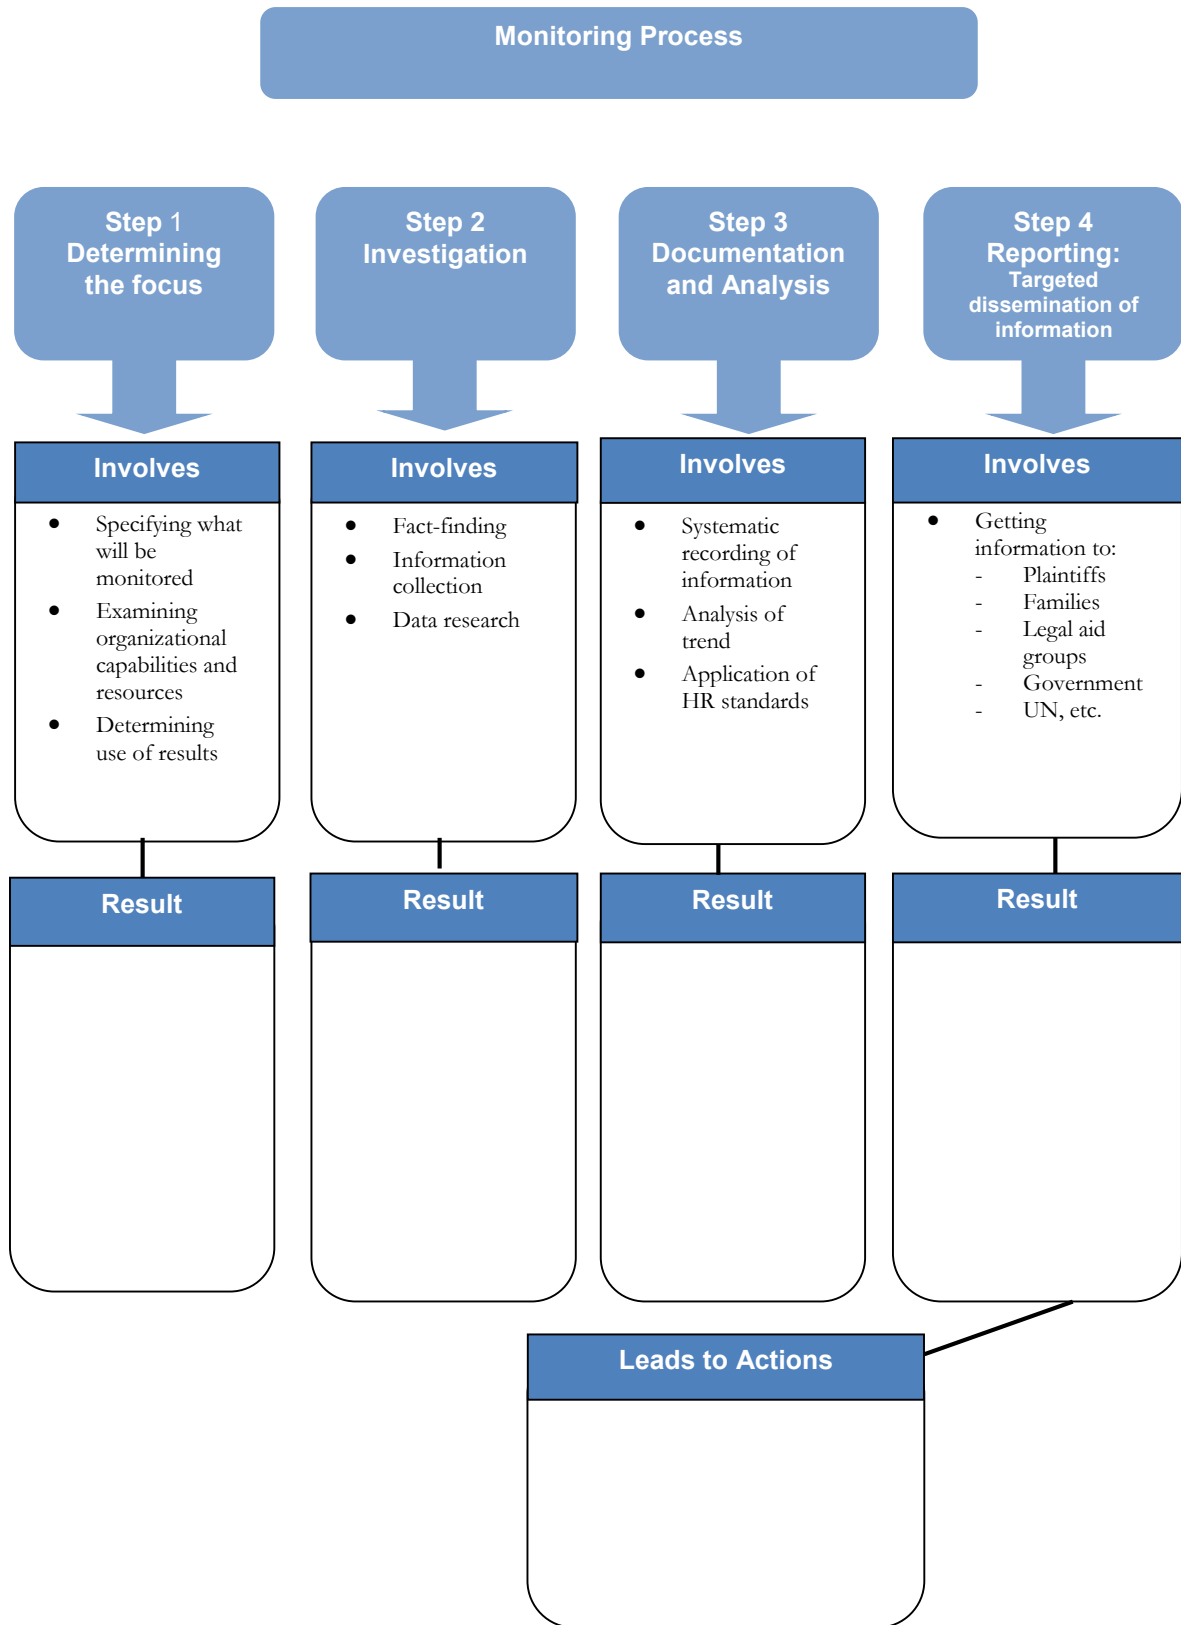 Monitoring Process
Step 1
Determining
the focus
Step 2
Investigation
Step 3
Documentation
and Analysis
Step 4
Reporting:
Targeted
dissemination of
information
Involves
• Specifying what
will be
monitored
• Examining
organizational
capabilities and
resources
• Determining
use of results
Involves
• Fact-finding
• Information
collection
• Data research
Involves
• Systematic
recording of
information
• Analysis of
trend
• Application of
HR standards
Involves
• Getting
information to:
- Plaintiffs
- Families
- Legal aid
groups
- Government
- UN, etc.
Result
Result
Result
Result
Leads to Actions